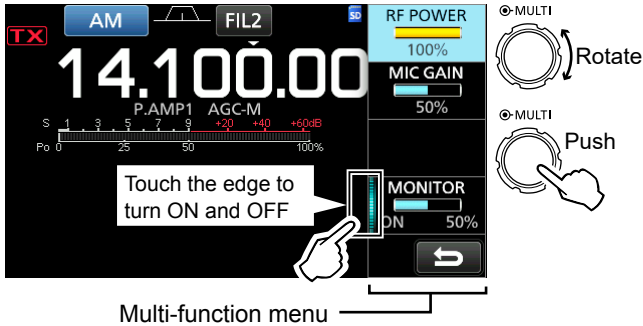 AM FIL2 SD RF POWER
TX
100%
14.100.00
MIC GAIN
50%
P.AMP1 AGC-M
S 1 3 5 7 9 +20 +40 +60dB
Po 0 25 50 100%
Touch the edge to
turn ON and OFF
MONITOR
ON 50%
Multi-function menu
MULTI
Rotate
MULTI
Push